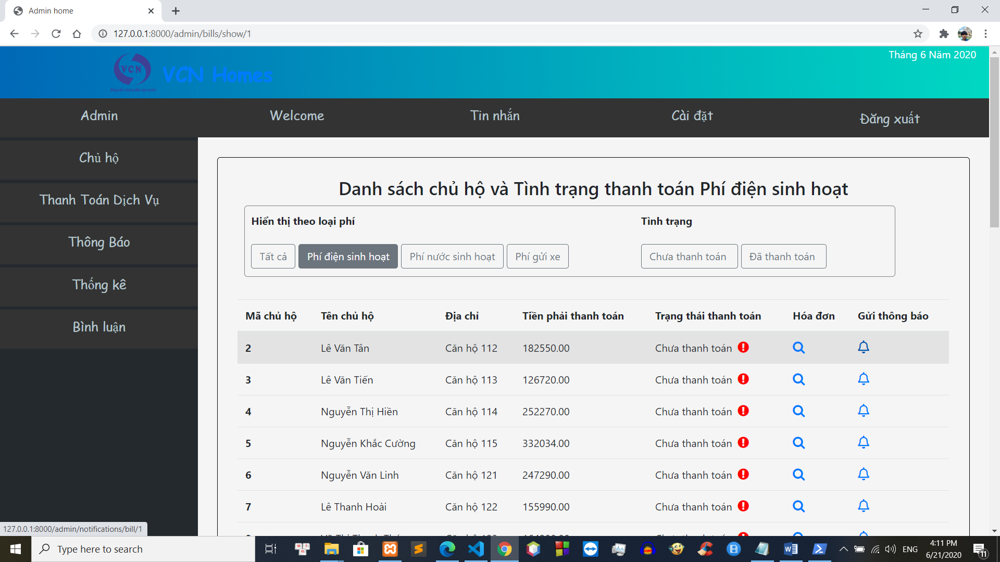 Admin home
127.0.0.1:8000/admin/bills/show/1
Tháng 6 Năm 2020
VCN
VCN Homes
Admin Welcome Tin nhắn Cài đặt Đăng xuất
Chủ hộ
Thanh Toán Dịch Vụ
Thông Báo
Thống kê
Bình luận
Danh sách chủ hộ và Tình trạng thanh toán Phí điện sinh hoạt
Hiển thị theo loại phí Tình trạng
Tất cả Phí điện sinh hoạt Phí nước sinh hoạt Phí gửi xe Chưa thanh toán Đã thanh toán
Mã chủ hộ Tên chủ hộ Địa chỉ Tiền phải thanh toán Trạng thái thanh toán Hóa đơn Gửi thông báo
2 Lê Văn Tân Căn hộ 112 182550.00 Chưa thanh toán
3 Lê Văn Tiến Căn hộ 113 126720.00 Chưa thanh toán
4 Nguyễn Thị Hiền Căn hộ 114 252270.00 Chưa thanh toán
5 Nguyễn Khắc Cường Căn hộ 115 332034.00 Chưa thanh toán
6 Nguyễn Văn Linh Căn hộ 121 247290.00 Chưa thanh toán
7 Lê Thanh Hoài Căn hộ 122 155990.00 Chưa thanh toán
127.0.0.1:8000/admin/notifications/bill/1
Type here to search
ENG
4:11 PM
6/21/2020
11